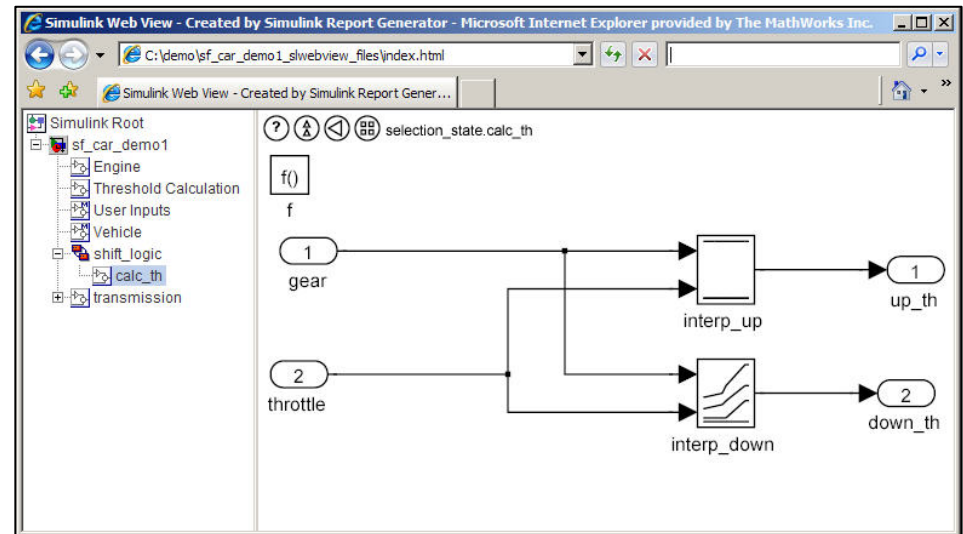 Simulink Web View - Created by Simulink Report Generator - Microsoft Internet Explorer provided by The MathWorks Inc.
C:\demo\sf_car_demo1_slwebview_files\index.html
Simulink Web View - Created by Simulink Report Gener...
Simulink Root
sf_car_demo1
Engine
Threshold Calculation
User Inputs
Vehicle
shift_logic
calc_th
transmission
? selection_state.calc_th
f()
f
1
gear
interp_up
1
up_th
2
throttle
interp_down
2
down_th